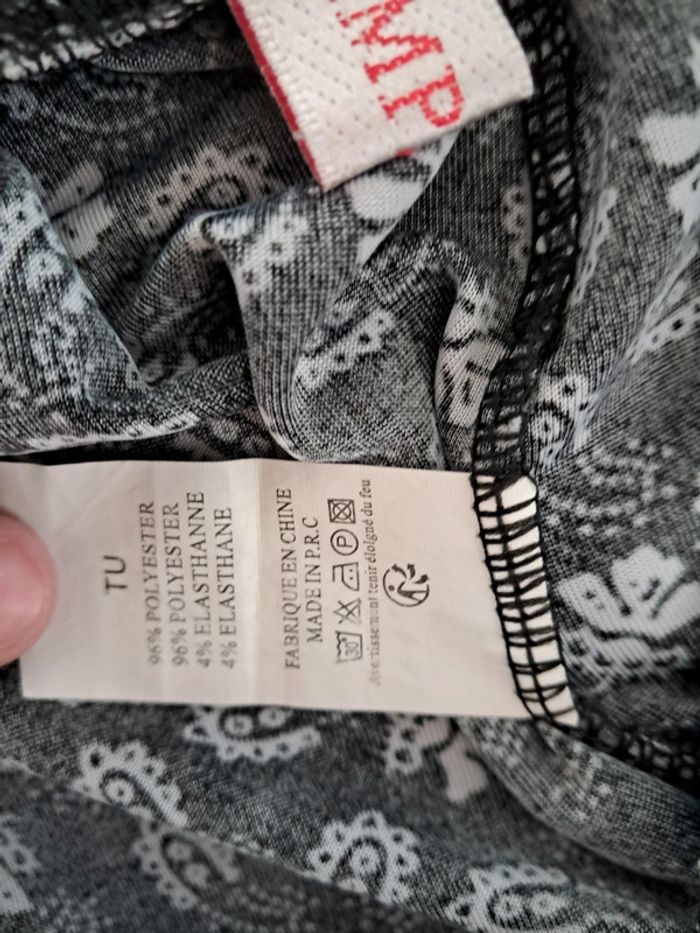 MP
TU
96% POLYESTER
96% POLYESTER
4% ELASTHANNE
4% ELASTHANE
FABRIQUE EN CHINE
MADE IN P.R.C
30 P
Avertissement tenir éloigné du feu